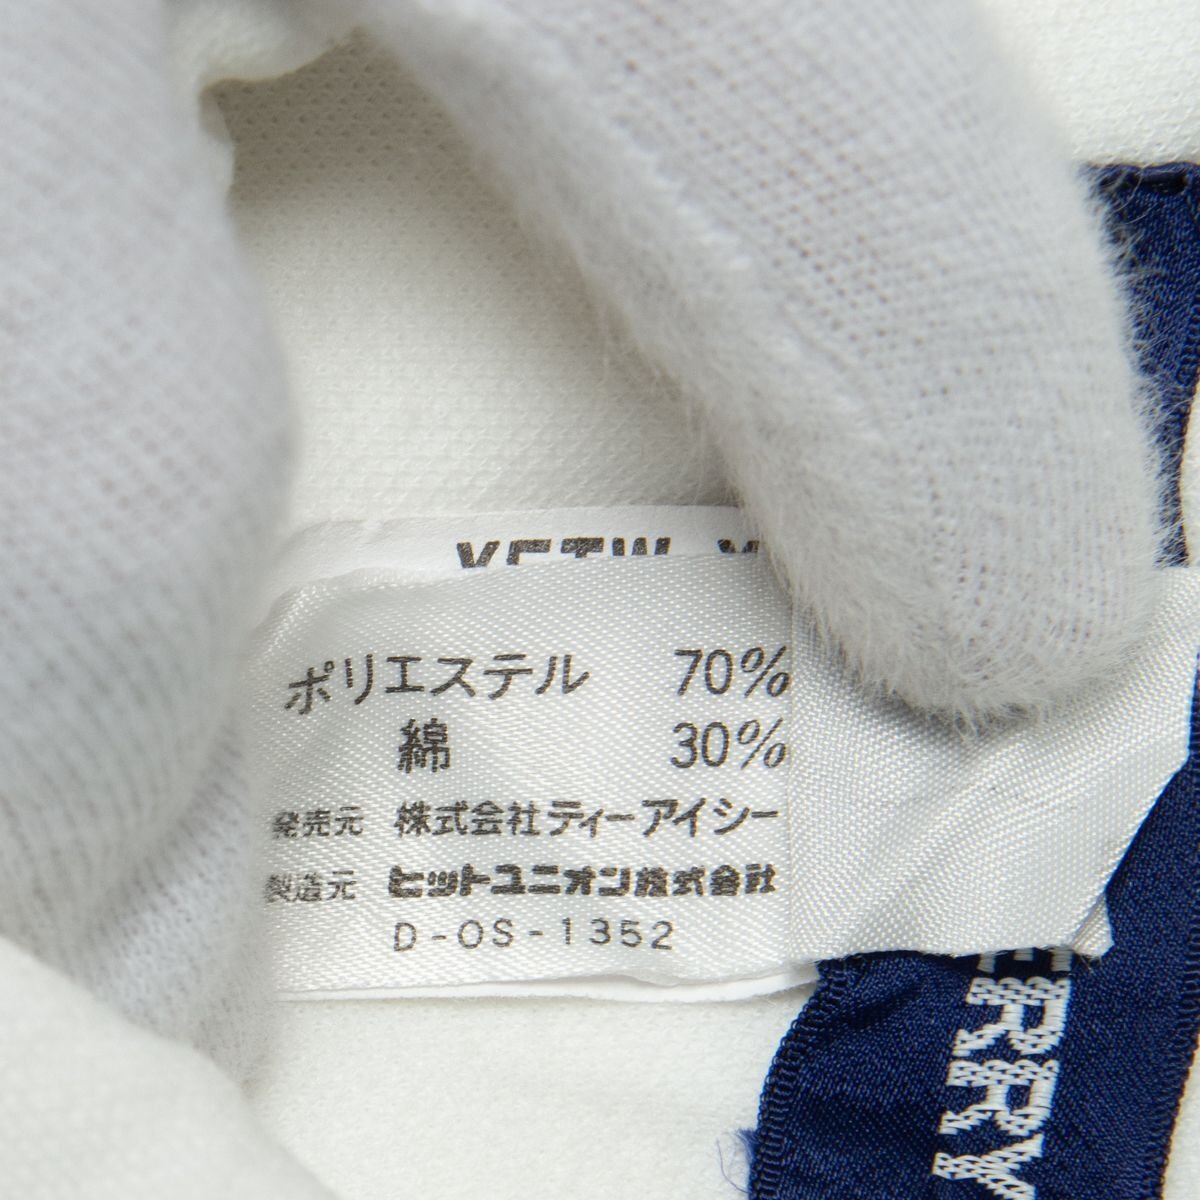 ポリエステル 70%
綿 30%
発売元 株式会社ティーアイシー
製造元 ヒットユニオン株式会社
D-OS-1352
ERRY